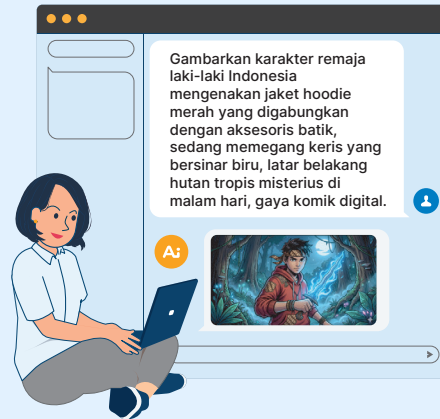 Gambarkan karakter remaja
laki-laki Indonesia
mengenakan jaket hoodie
merah yang digabungkan
dengan aksesoris batik,
sedang memegang keris yang
bersinar biru, latar belakang
hutan tropis misterius di
malam hari, gaya komik digital.
Ai